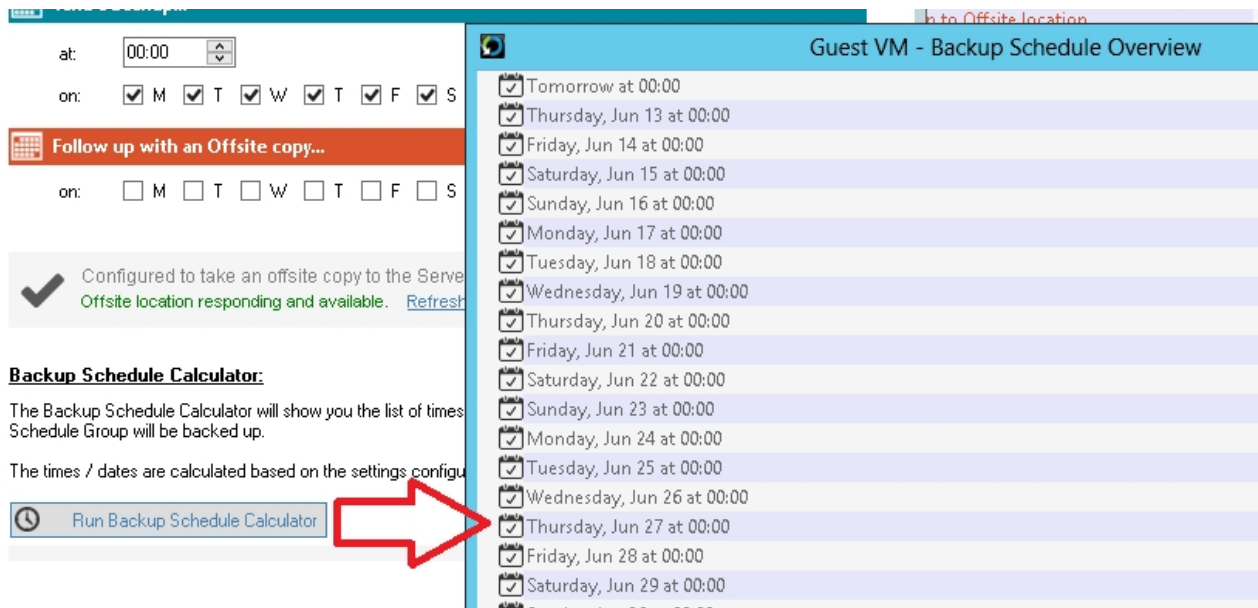 n to Offsite location
at: 00:00
on: M T W T F S
Follow up with an Offsite copy...
on: M T W T F S
Configured to take an offsite copy to the Serve
Offsite location responding and available. Refresh
Backup Schedule Calculator:
The Backup Schedule Calculator will show you the list of times
Schedule Group will be backed up.
The times / dates are calculated based on the settings configu
Run Backup Schedule Calculator
Guest VM - Backup Schedule Overview
Tomorrow at 00:00
Thursday, Jun 13 at 00:00
Friday, Jun 14 at 00:00
Saturday, Jun 15 at 00:00
Sunday, Jun 16 at 00:00
Monday, Jun 17 at 00:00
Tuesday, Jun 18 at 00:00
Wednesday, Jun 19 at 00:00
Thursday, Jun 20 at 00:00
Friday, Jun 21 at 00:00
Saturday, Jun 22 at 00:00
Sunday, Jun 23 at 00:00
Monday, Jun 24 at 00:00
Tuesday, Jun 25 at 00:00
Wednesday, Jun 26 at 00:00
Thursday, Jun 27 at 00:00
Friday, Jun 28 at 00:00
Saturday, Jun 29 at 00:00